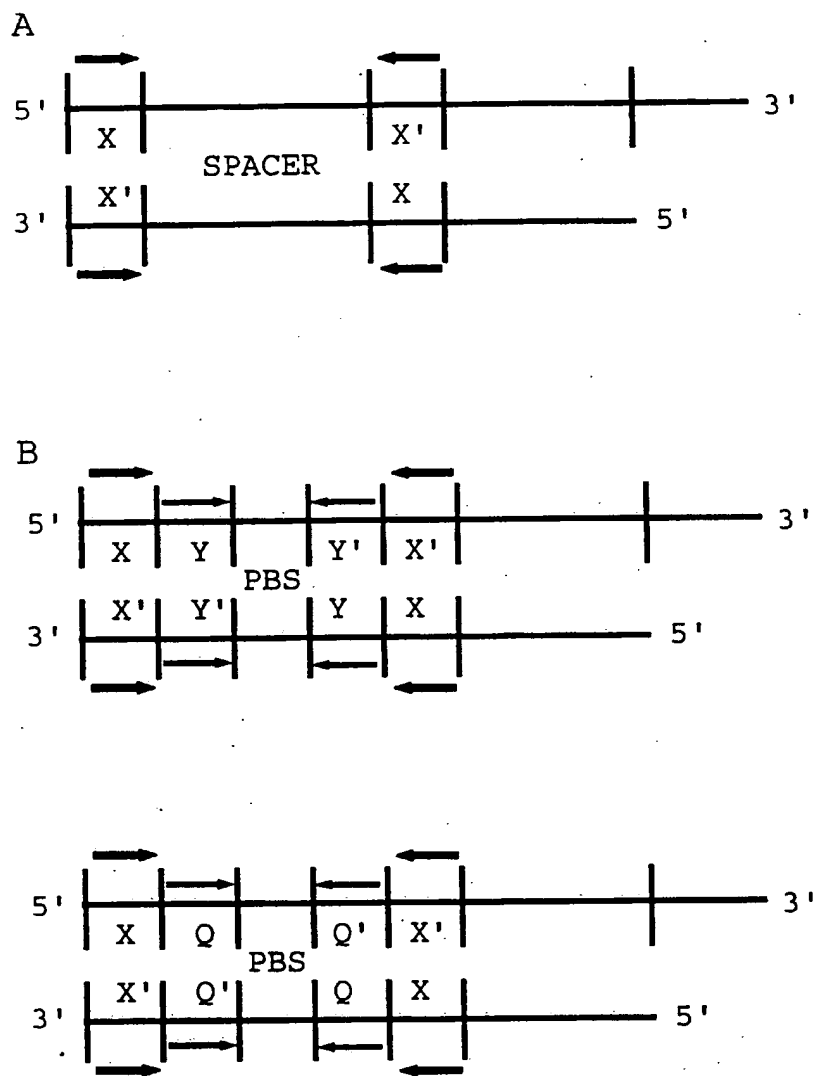 A
5' 3'
X X'
SPACER
X' X
3' 5'
B
5' 3'
X Y Y' X'
PBS
X' Y' Y X
3' 5'
5' 3'
X Q Q' X'
PBS
X' Q' Q X
3' 5'